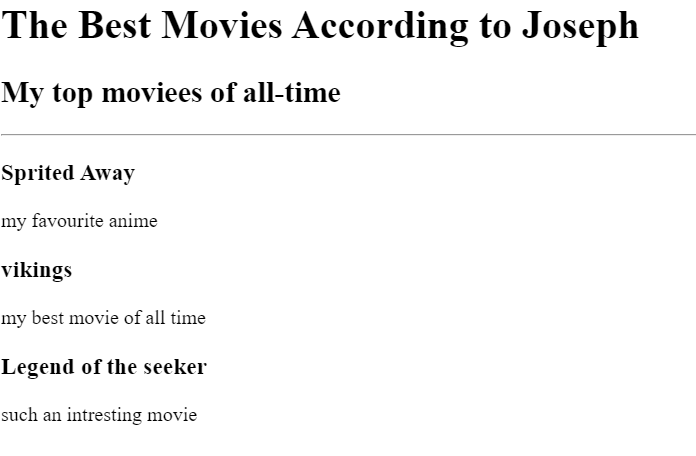 The Best Movies According to Joseph
My top moviees of all-time
Sprited Away
my favourite anime
vikings
my best movie of all time
Legend of the seeker
such an intresting movie